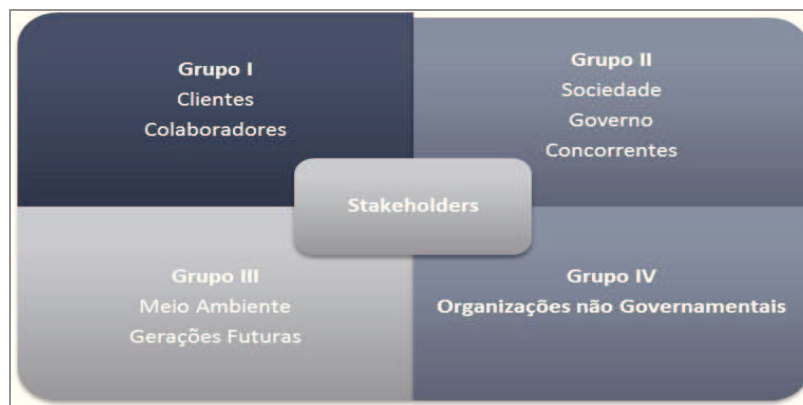 Grupo I
Clientes
Colaboradores
Grupo II
Sociedade
Governo
Concorrentes
Stakeholders
Grupo III
Meio Ambiente
Gerações Futuras
Grupo IV
Organizações não Governamentais